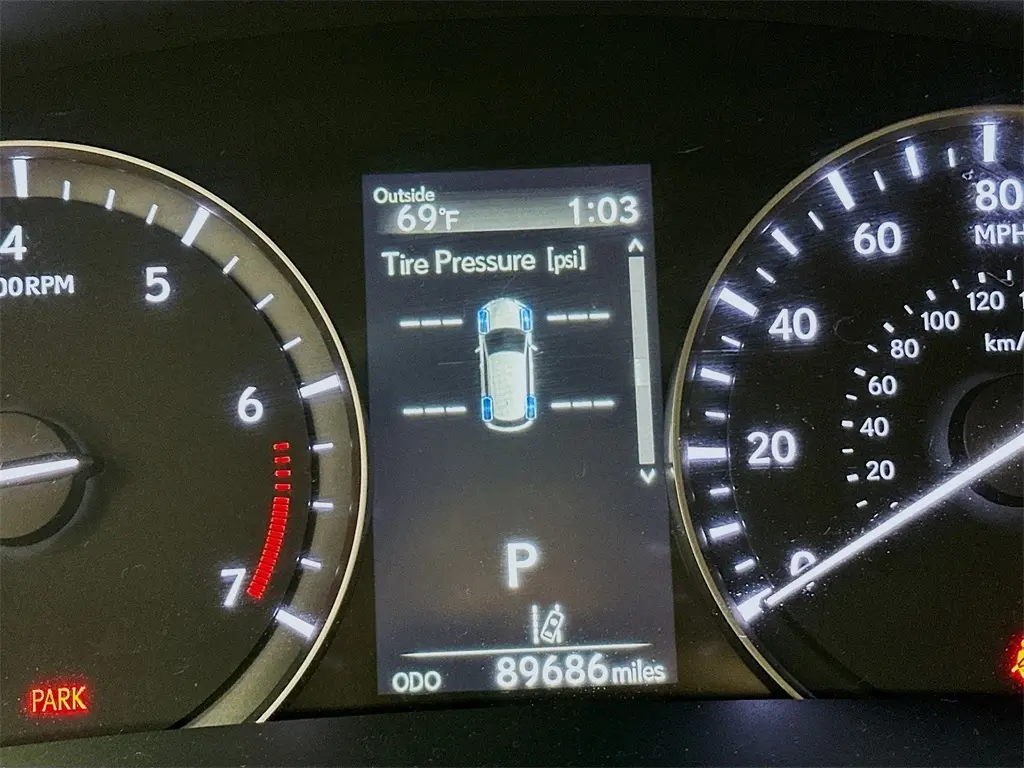 Outside
69°F 1:03
Tire Pressure [psi]
---- ----
---- ----
P
ODO 89686 miles
4
00RPM
5
6
7
PARK
80
MPH
60
40
20
0
120
100
80
km/
60
40
20